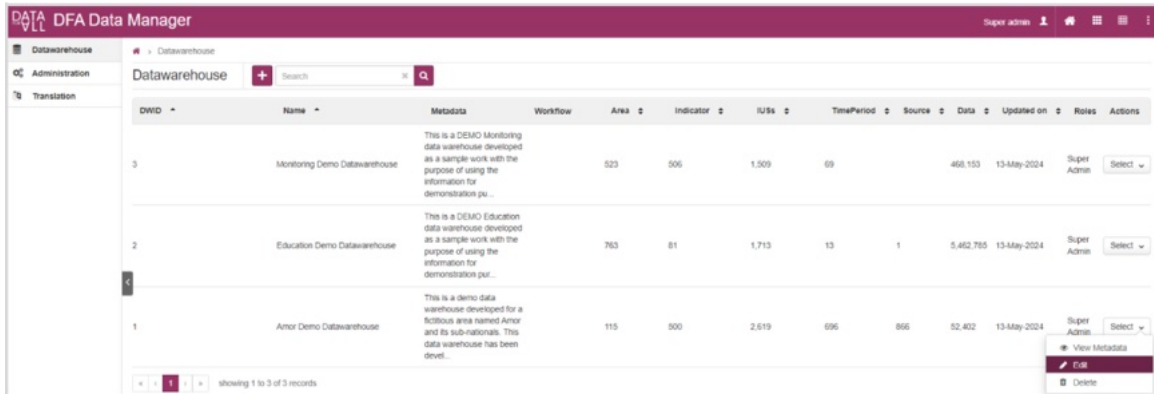 DATA
FOR ALL DFA Data Manager
Super admin
Datawarehouse
Administration
Translation
> Datawarehouse
Datawarehouse + Search ×
DWID Name Metadata Workflow Area Indicator IUSs TimePeriod Source Data Updated on Roles Actions
This is a DEMO Monitoring
data warehouse developed
as a sample work with the
purpose of using the
information for
demonstration pu...
3 Monitoring Demo Datawarehouse 523 506 1,509 69 468,153 13-May-2024 Super Admin Select
This is a DEMO Education
data warehouse developed
as a sample work with the
purpose of using the
information for
demonstration pur...
2 Education Demo Datawarehouse 763 81 1,713 13 1 5,462,785 13-May-2024 Super Admin Select
This is a demo data
warehouse developed for a
fictitious area named Amor
and its sub-nationals. This
data warehouse has been
devel...
1 Amor Demo Datawarehouse 115 500 2,619 696 866 52,402 13-May-2024 Super Admin Select
View Metadata
Edit
Delete
« ‹ 1 › » showing 1 to 3 of 3 records